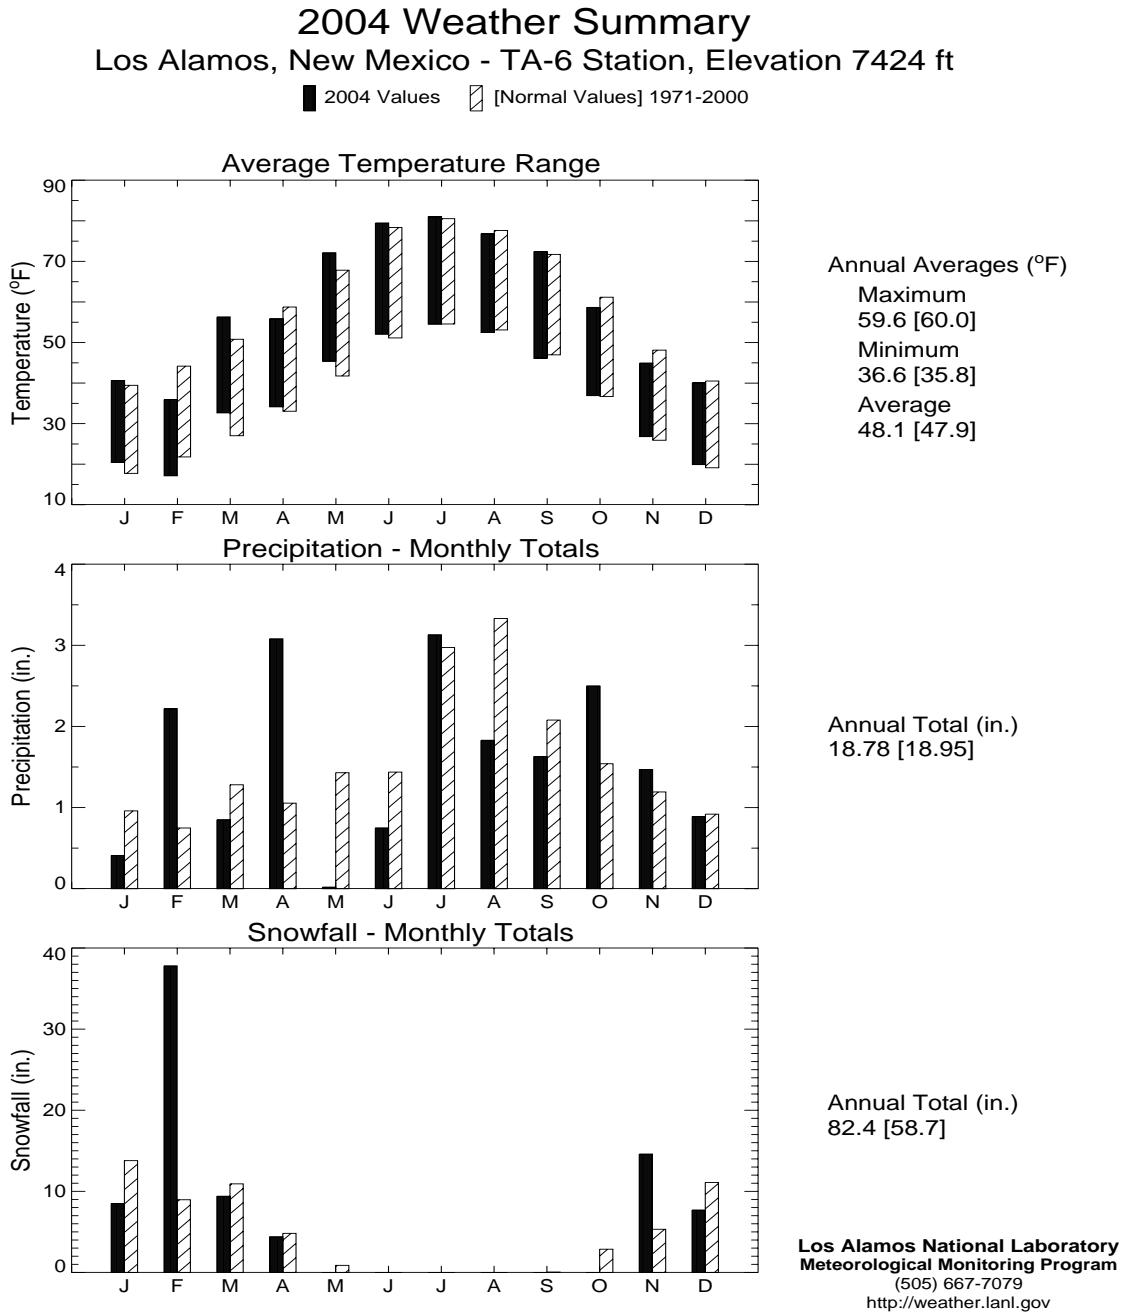 2004 Weather Summary
Los Alamos, New Mexico - TA-6 Station, Elevation 7424 ft
2004 Values [Normal Values] 1971-2000
Average Temperature Range
90
70
50
30
10
Temperature (°F)
J F M A M J J A S O N D
Annual Averages (°F)
Maximum
59.6 [60.0]
Minimum
36.6 [35.8]
Average
48.1 [47.9]
Precipitation - Monthly Totals
4
3
2
1
0
Precipitation (in.)
J F M A M J J A S O N D
Annual Total (in.)
18.78 [18.95]
Snowfall - Monthly Totals
40
30
20
10
0
Snowfall (in.)
J F M A M J J A S O N D
Annual Total (in.)
82.4 [58.7]
Los Alamos National Laboratory
Meteorological Monitoring Program
(505) 667-7079
http://weather.lanl.gov